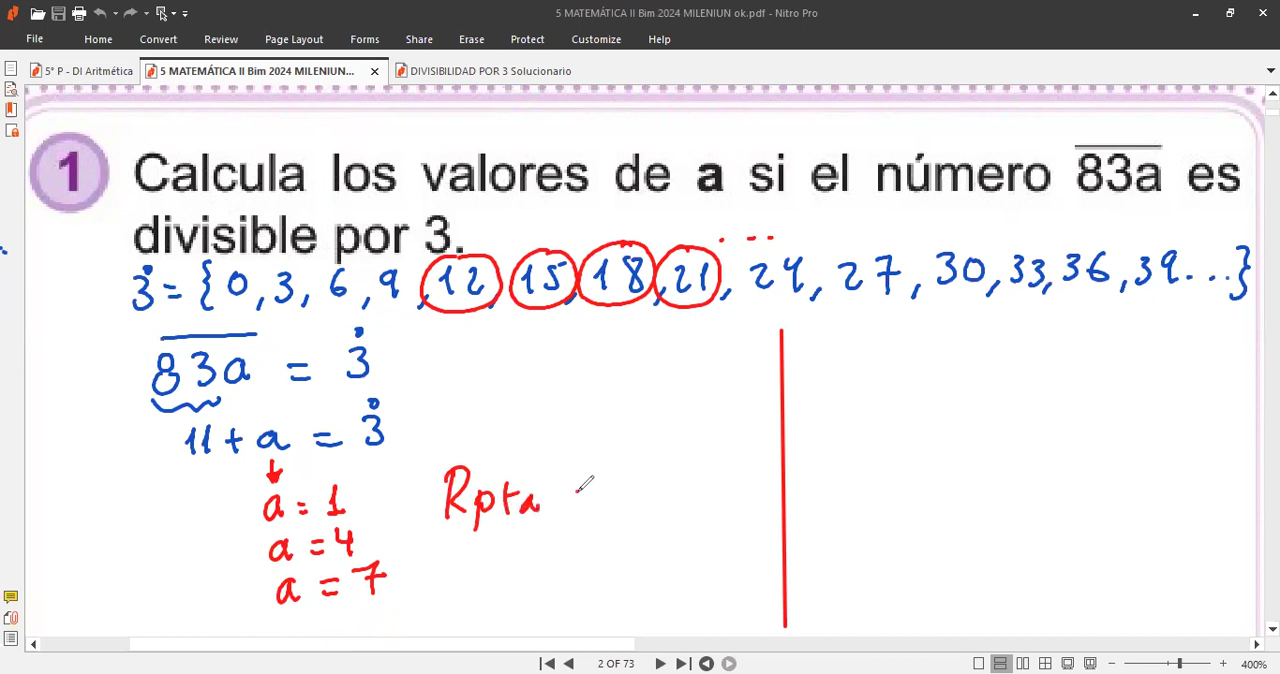 5 MATEMÁTICA II Bim 2024 MILENIUN ok.pdf - Nitro Pro
File Home Convert Review Page Layout Forms Share Erase Protect Customize Help
5° P - DI Aritmética 5 MATEMÁTICA II Bim 2024 MILENIUN... DIVISIBILIDAD POR 3 Solucionario
1 Calcula los valores de a si el número 83a es
divisible por 3.
3̇ = {0, 3, 6, 9, 12, 15, 18, 21, 24, 27, 30, 33, 36, 39...}
83a = 3̇
11 + a = 3̇
a = 1
Rpta
a = 4
a = 7
2 OF 73
400%